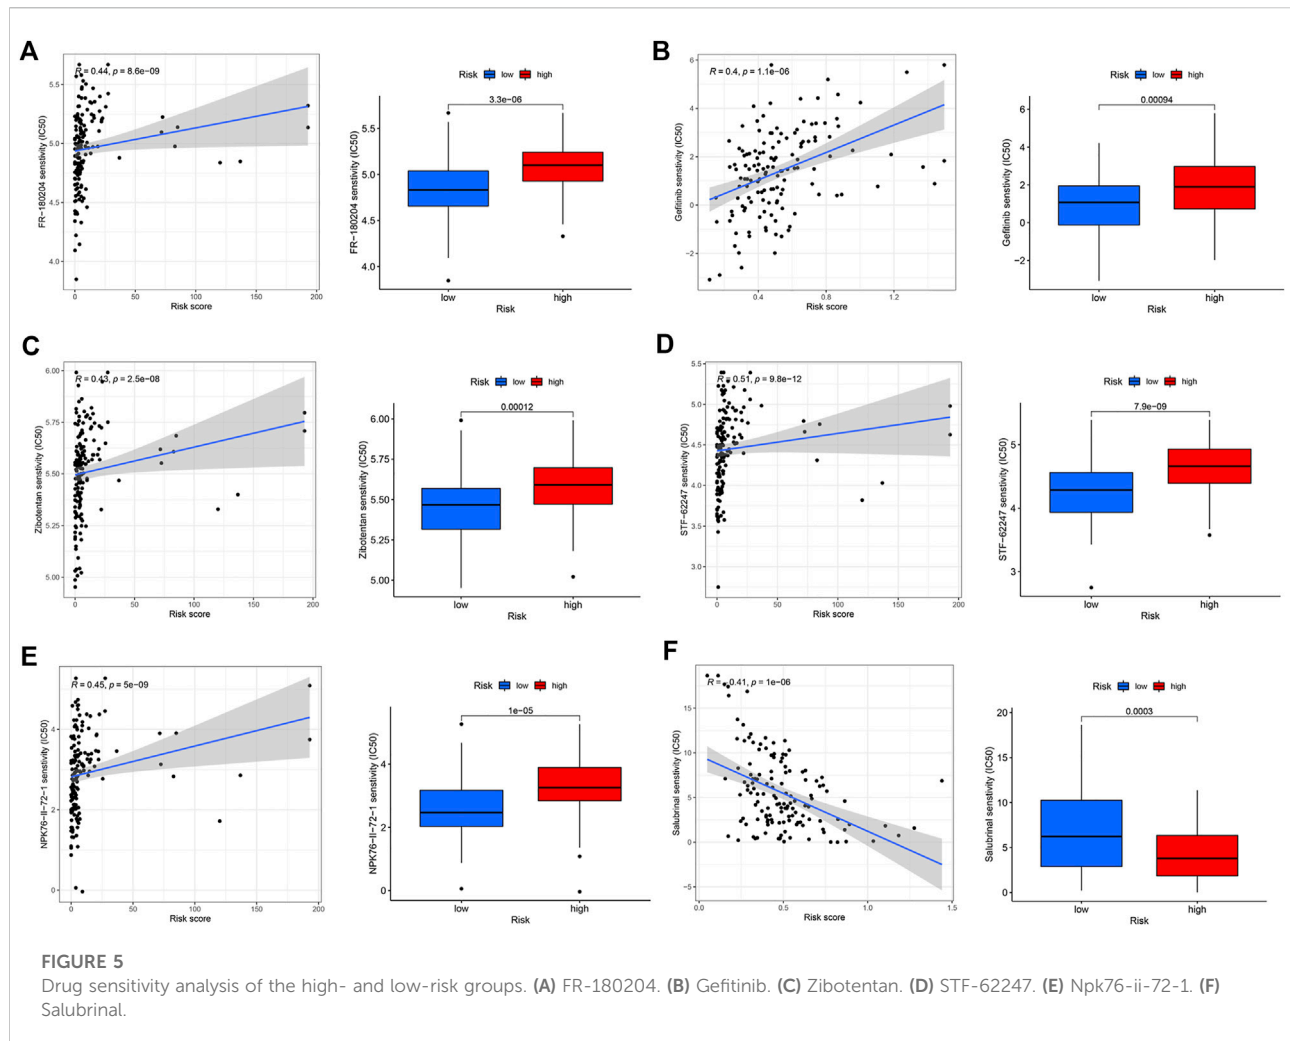 A
R = 0.44, p = 8.6e-09
FR-180204 senstivity (IC50)
5.5
5.0
4.5
4.0
0
50
100
150
200
Risk score
Risk low high
3.3e-06
FR-180204 senstivity (IC50)
5.5
5.0
4.5
4.0
low
high
Risk
B
R = 0.4, p = 1.1e-06
Gefitinib senstivity (IC50)
6
4
2
0
−2
0.4
0.8
1.2
Risk score
Risk low high
0.00094
Gefitinib senstivity (IC50)
6
4
2
0
−2
low
high
Risk
C
R = 0.43, p = 2.5e-08
Zibotentan senstivity (IC50)
6.00
5.75
5.50
5.25
5.00
0
50
100
150
200
Risk score
Risk low high
0.00012
Zibotentan senstivity (IC50)
6.00
5.75
5.50
5.25
5.00
low
high
Risk
D
R = 0.51, p = 9.8e-12
STF-62247 senstivity (IC50)
5.5
5.0
4.5
4.0
3.5
3.0
0
50
100
150
200
Risk score
Risk low high
7.9e-09
STF-62247 senstivity (IC50)
5
4
3
low
high
Risk
E
R = 0.45, p = 5e-09
NPK76-II-72-1 senstivity (IC50)
4
2
0
0
50
100
150
200
Risk score
Risk low high
1e-05
NPK76-II-72-1 senstivity (IC50)
4
2
0
low
high
Risk
F
R = -0.41, p = 1e-06
Salubrinal senstivity (IC50)
15
10
5
0
−5
0.0
0.5
1.0
1.5
Risk score
Risk low high
0.0003
Salubrinal senstivity (IC50)
20
15
10
5
0
low
high
Risk
FIGURE 5
Drug sensitivity analysis of the high- and low-risk groups. (A) FR-180204. (B) Gefitinib. (C) Zibotentan. (D) STF-62247. (E) Npk76-ii-72-1. (F)
Salubrinal.